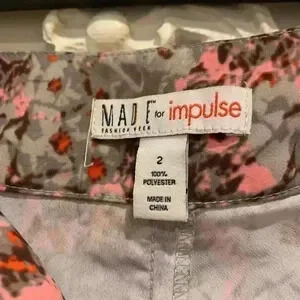 MADE for impulse
FASHION WEEK
2
100%
POLYESTER
MADE IN
CHINA